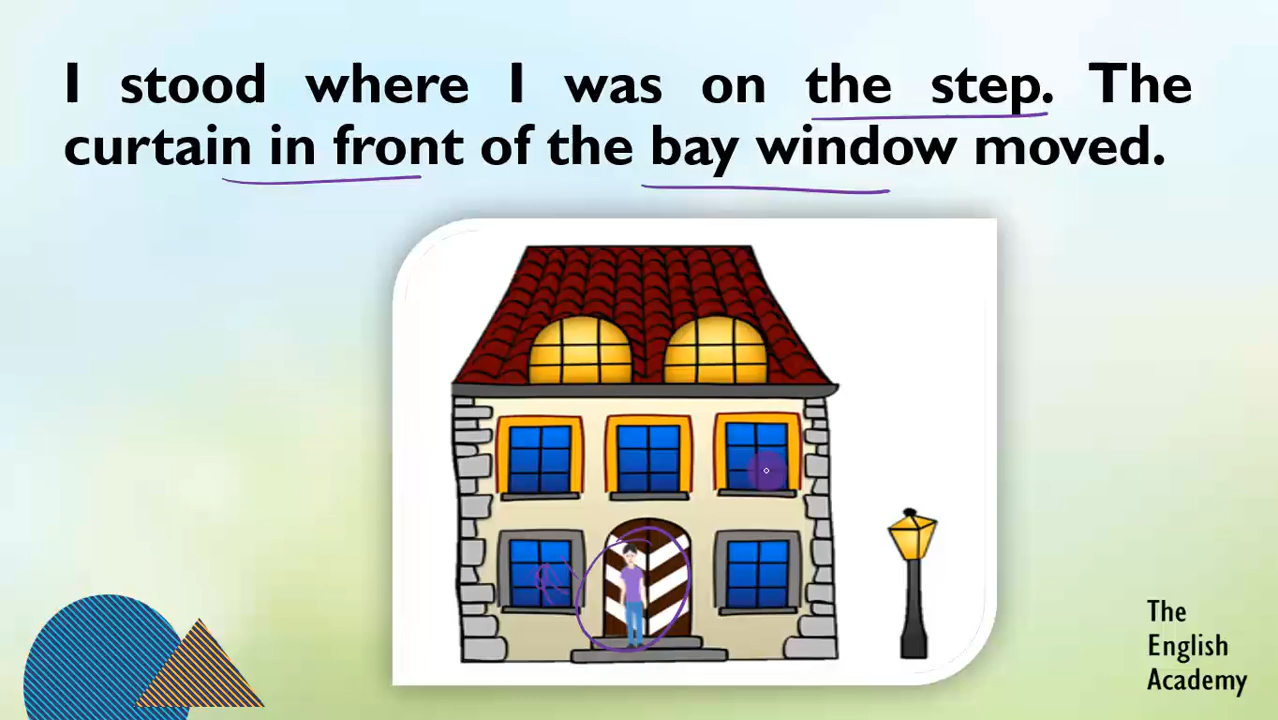 I stood where I was on the step. The
curtain in front of the bay window moved.
The
English
Academy